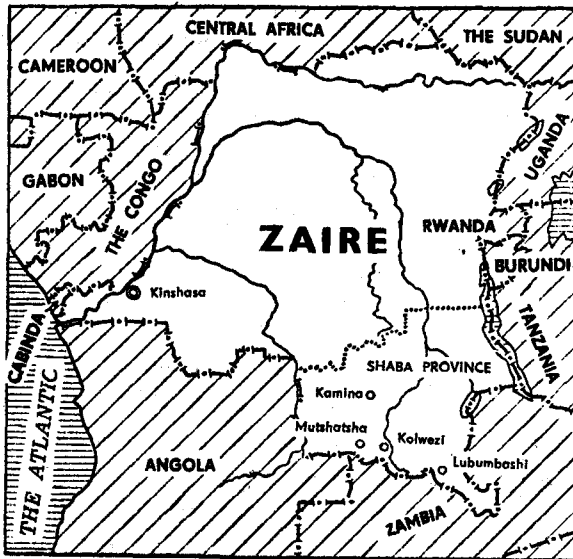 CENTRAL AFRICA
THE SUDAN
CAMEROON
UGANDA
GABON
THE CONGO
ZAIRE
RWANDA
BURUNDI
Kinshasa
TANZANIA
CABINDA
SHABA PROVINCE
Kamina
THE ATLANTIC
Mutshatsha
Kolwezi
ANGOLA
Lubumbashi
ZAMBIA